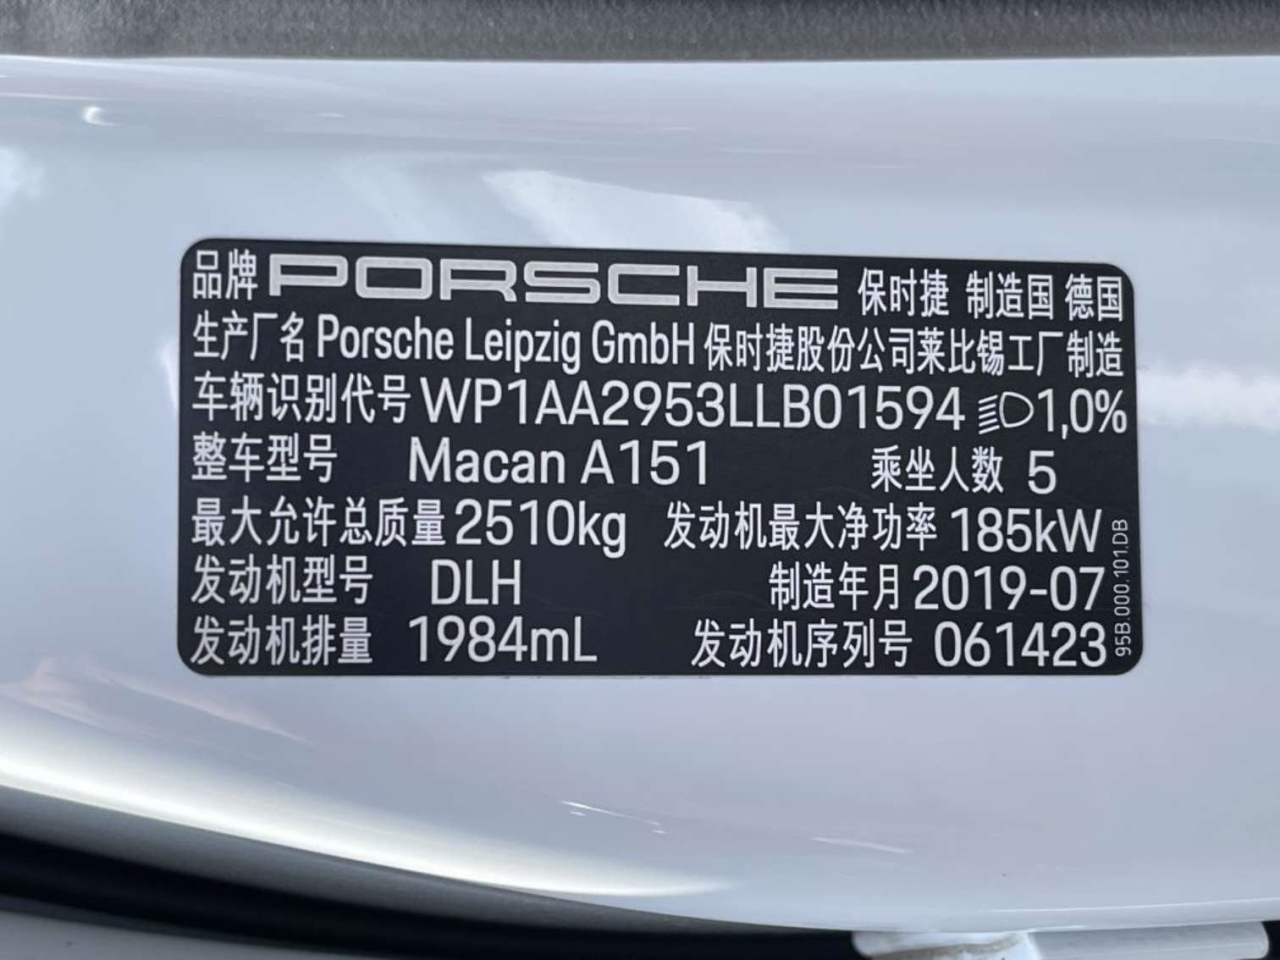 品牌 PORSCHE 保时捷 制造国 德国
生产厂名 Porsche Leipzig GmbH 保时捷股份公司莱比锡工厂制造
车辆识别代号 WP1AA2953LLB01594 1,0%
整车型号 Macan A151 乘坐人数 5
最大允许总质量 2510kg 发动机最大净功率 185kW
发动机型号 DLH 制造年月 2019-07
发动机排量 1984mL 发动机序列号 061423
95B.000.101.DB